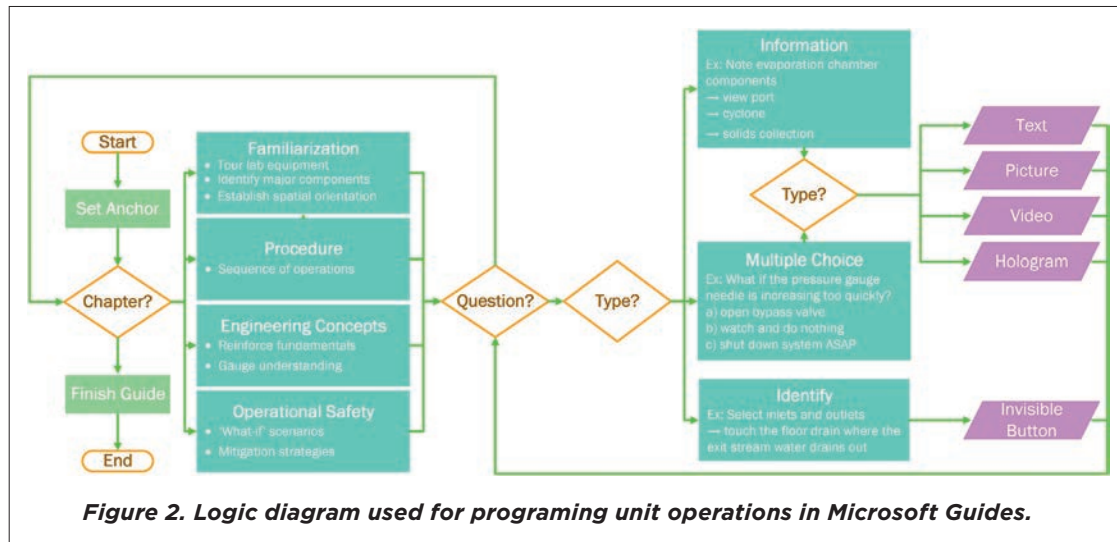 Start
Set Anchor
Chapter?
Finish Guide
End
Familiarization
• Tour lab equipment
• Identify major components
• Establish spatial orientation
Procedure
• Sequence of operations
Engineering Concepts
• Reinforce fundamentals
• Gauge understanding
Operational Safety
• 'What-if' scenarios
• Mitigation strategies
Question?
Type?
Information
Ex: Note evaporation chamber
components
→ view port
→ cyclone
→ solids collection
Type?
Multiple Choice
Ex: What if the pressure gauge
needle is increasing too quickly?
a) open bypass valve
b) watch and do nothing
c) shut down system ASAP
Identify
Ex: Select inlets and outlets
→ touch the floor drain where the
exit stream water drains out
Text
Picture
Video
Hologram
Invisible
Button
Figure 2. Logic diagram used for programing unit operations in Microsoft Guides.